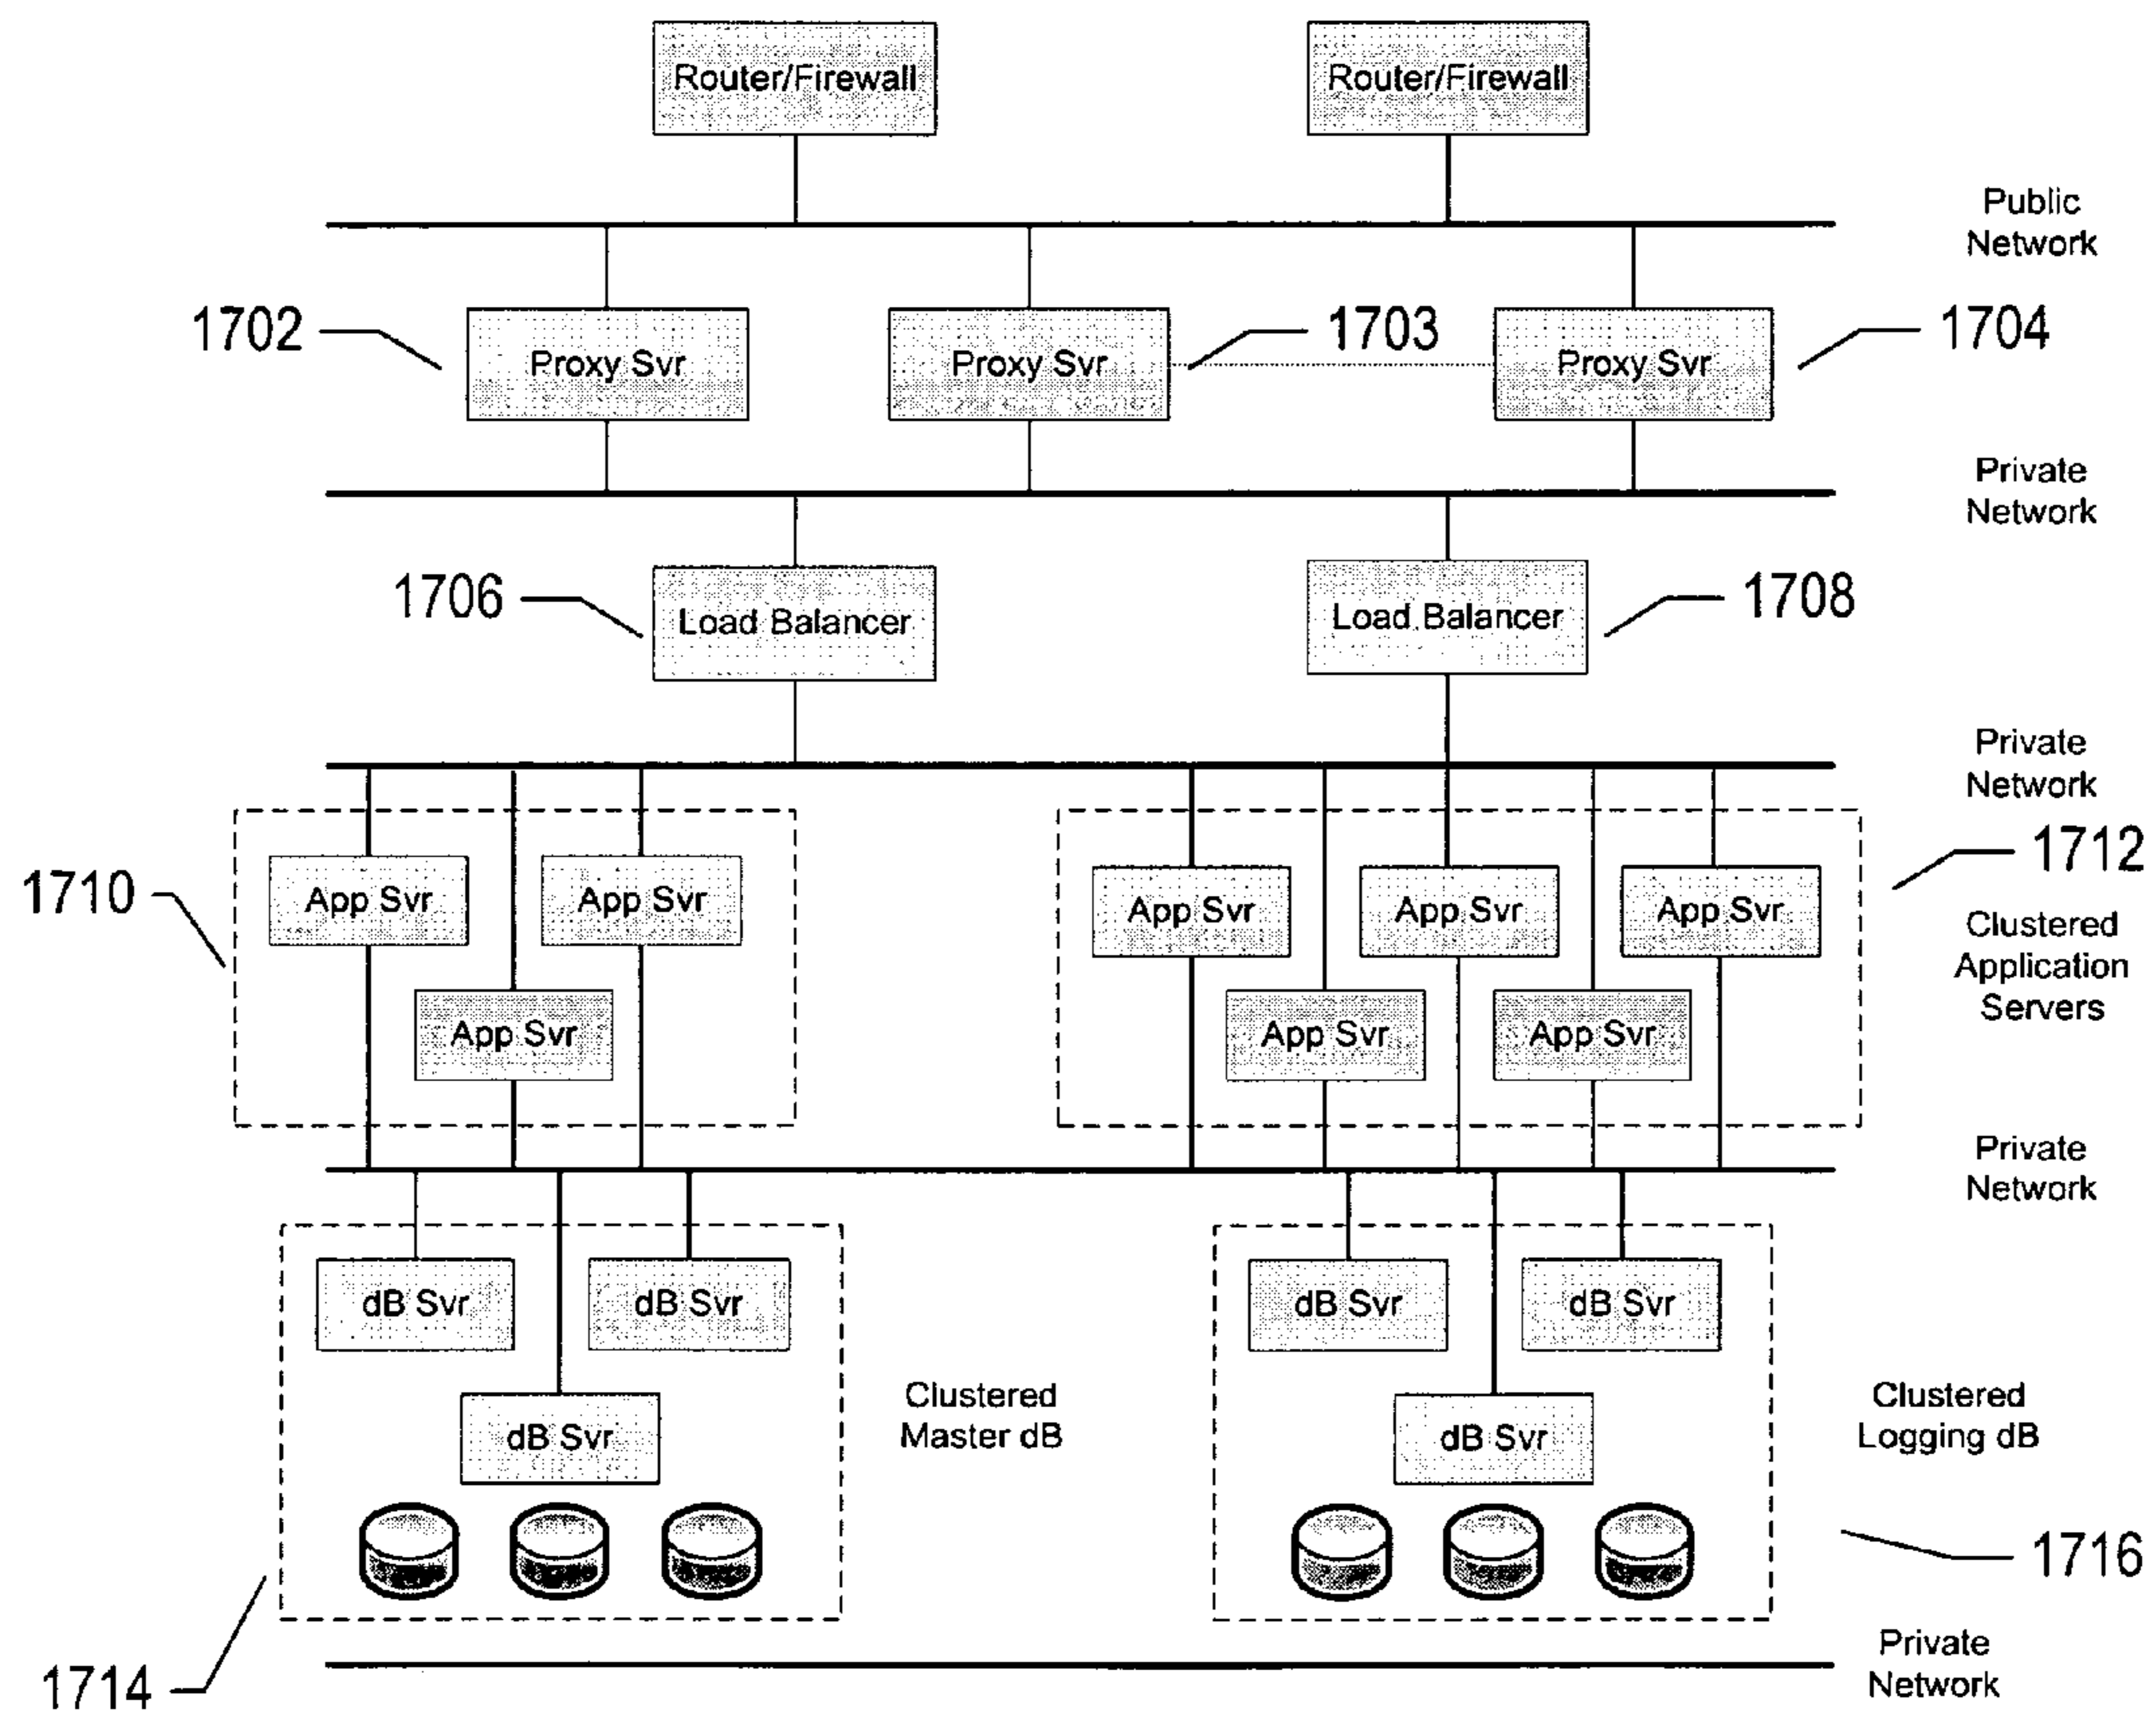 Router/Firewall
Router/Firewall
Public
Network
1702
1703
1704
Proxy Svr
Proxy Svr
Proxy Svr
Private
Network
1706
1708
Load Balancer
Load Balancer
Private
Network
1710
1712
App Svr
App Svr
App Svr
App Svr
App Svr
Clustered
Application
Servers
App Svr
App Svr
App Svr
Private
Network
dB Svr
dB Svr
dB Svr
dB Svr
Clustered
Master dB
Clustered
Logging dB
dB Svr
dB Svr
1714
1716
Private
Network